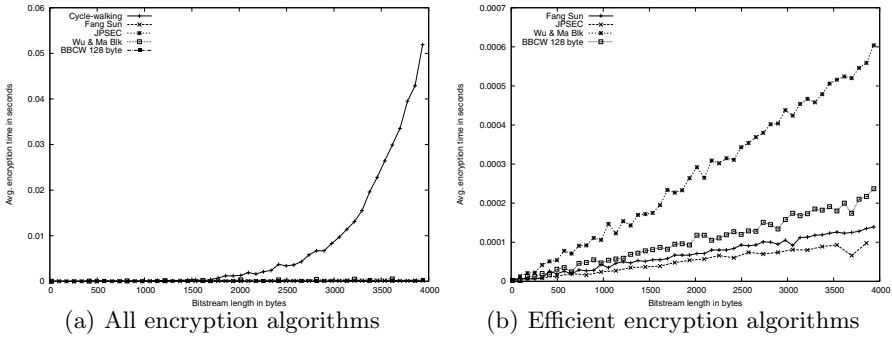 0.06
0.05
0.04
0.03
0.02
0.01
0
Avg. encryption time in seconds
Cycle-walking
Fang Sun
JPSEC
Wu & Ma Blk
BBCW 128 byte
0 500 1000 1500 2000 2500 3000 3500 4000
Bitstream length in bytes
(a) All encryption algorithms
0.0007
0.0006
0.0005
0.0004
0.0003
0.0002
0.0001
0
Avg. encryption time in seconds
Fang Sun
JPSEC
Wu & Ma Blk
BBCW 128 byte
0 500 1000 1500 2000 2500 3000 3500 4000
Bitstream length in bytes
(b) Efficient encryption algorithms